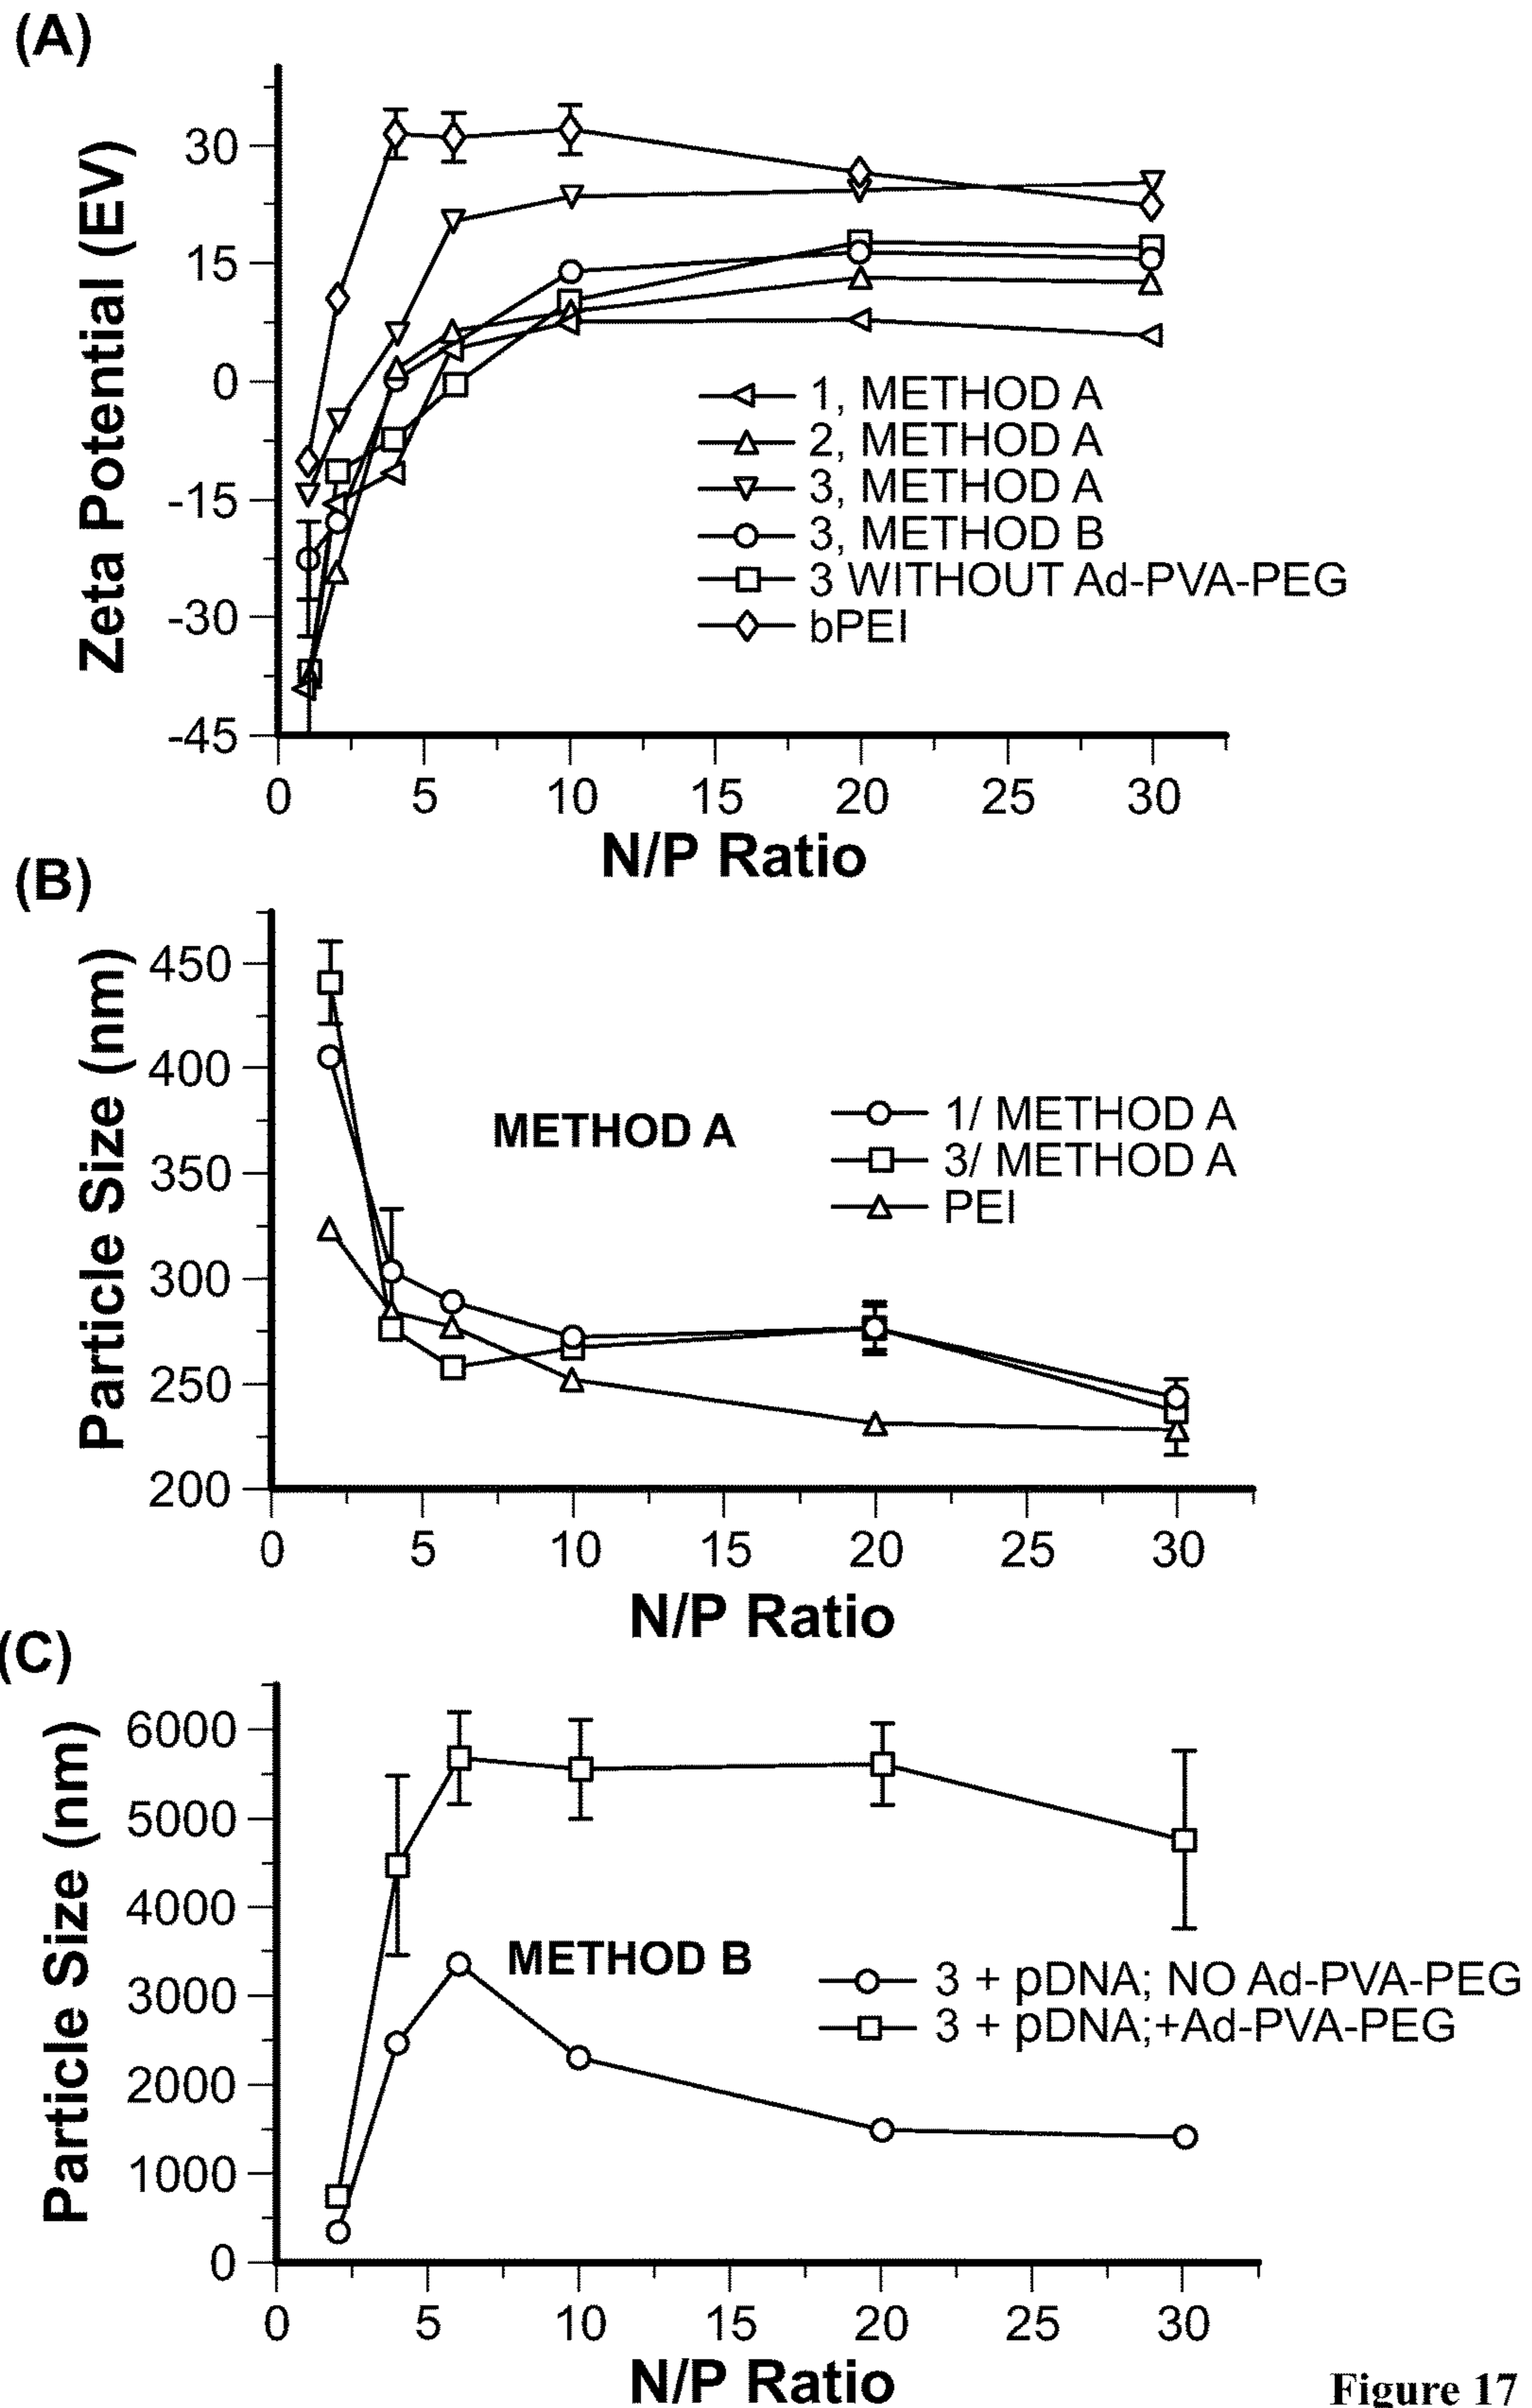 (A)
Zeta Potential (EV)
30
15
0
-15
-30
-45
1, METHOD A
2, METHOD A
3, METHOD A
3, METHOD B
3 WITHOUT Ad-PVA-PEG
bPEI
0 5 10 15 20 25 30
N/P Ratio
(B)
Particle Size (nm)
450
400
350
300
250
200
METHOD A
1/ METHOD A
3/ METHOD A
PEI
0 5 10 15 20 25 30
N/P Ratio
(C)
Particle Size (nm)
6000
5000
4000
3000
2000
1000
0
METHOD B
3 + pDNA; NO Ad-PVA-PEG
3 + pDNA;+Ad-PVA-PEG
0 5 10 15 20 25 30
N/P Ratio
Figure 17